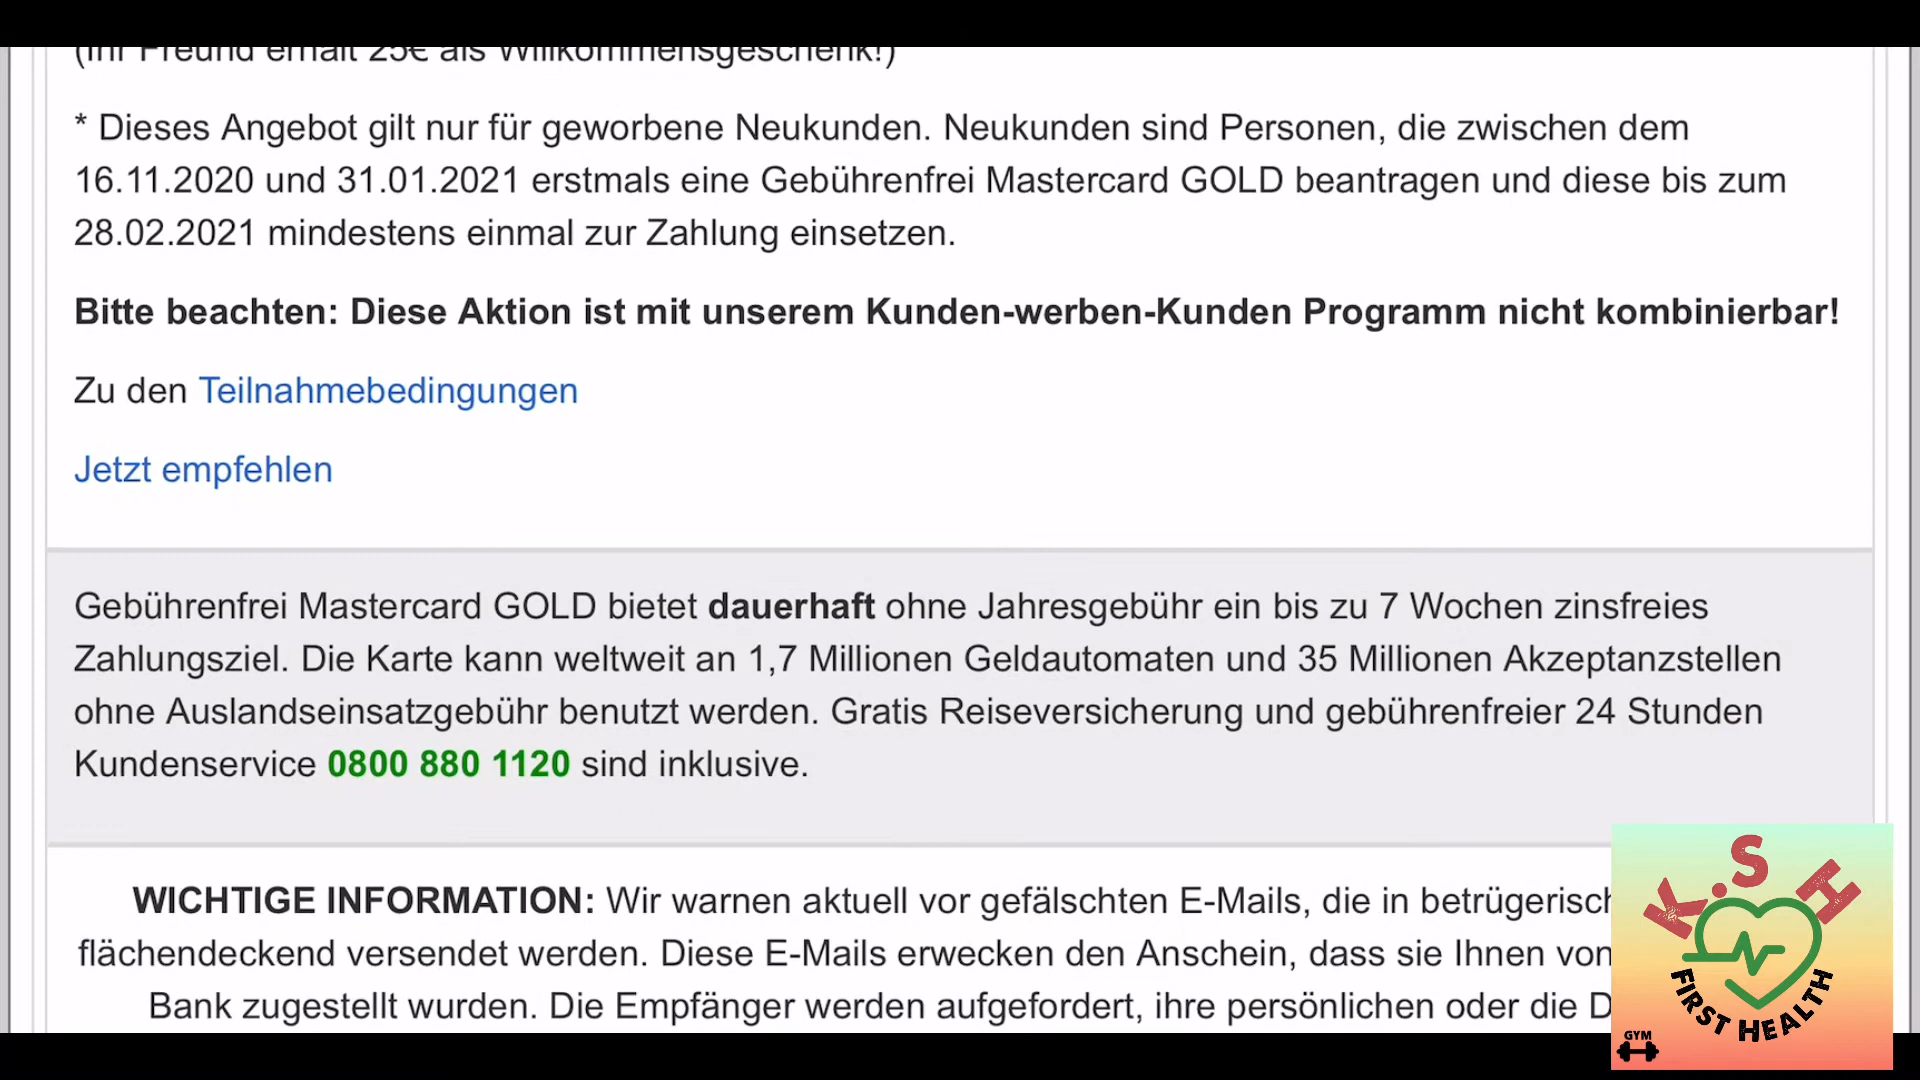 (Ihr Freund erhält 25€ als Willkommensgeschenk!)
* Dieses Angebot gilt nur für geworbene Neukunden. Neukunden sind Personen, die zwischen dem
16.11.2020 und 31.01.2021 erstmals eine Gebührenfrei Mastercard GOLD beantragen und diese bis zum
28.02.2021 mindestens einmal zur Zahlung einsetzen.
Bitte beachten: Diese Aktion ist mit unserem Kunden-werben-Kunden Programm nicht kombinierbar!
Zu den Teilnahmebedingungen
Jetzt empfehlen
Gebührenfrei Mastercard GOLD bietet dauerhaft ohne Jahresgebühr ein bis zu 7 Wochen zinsfreies
Zahlungsziel. Die Karte kann weltweit an 1,7 Millionen Geldautomaten und 35 Millionen Akzeptanzstellen
ohne Auslandseinsatzgebühr benutzt werden. Gratis Reiseversicherung und gebührenfreier 24 Stunden
Kundenservice 0800 880 1120 sind inklusive.
WICHTIGE INFORMATION: Wir warnen aktuell vor gefälschten E-Mails, die in betrügerisch
flächendeckend versendet werden. Diese E-Mails erwecken den Anschein, dass sie Ihnen von
Bank zugestellt wurden. Die Empfänger werden aufgefordert, ihre persönlichen oder die D
K.S H
FIRST HEALTH
GYM